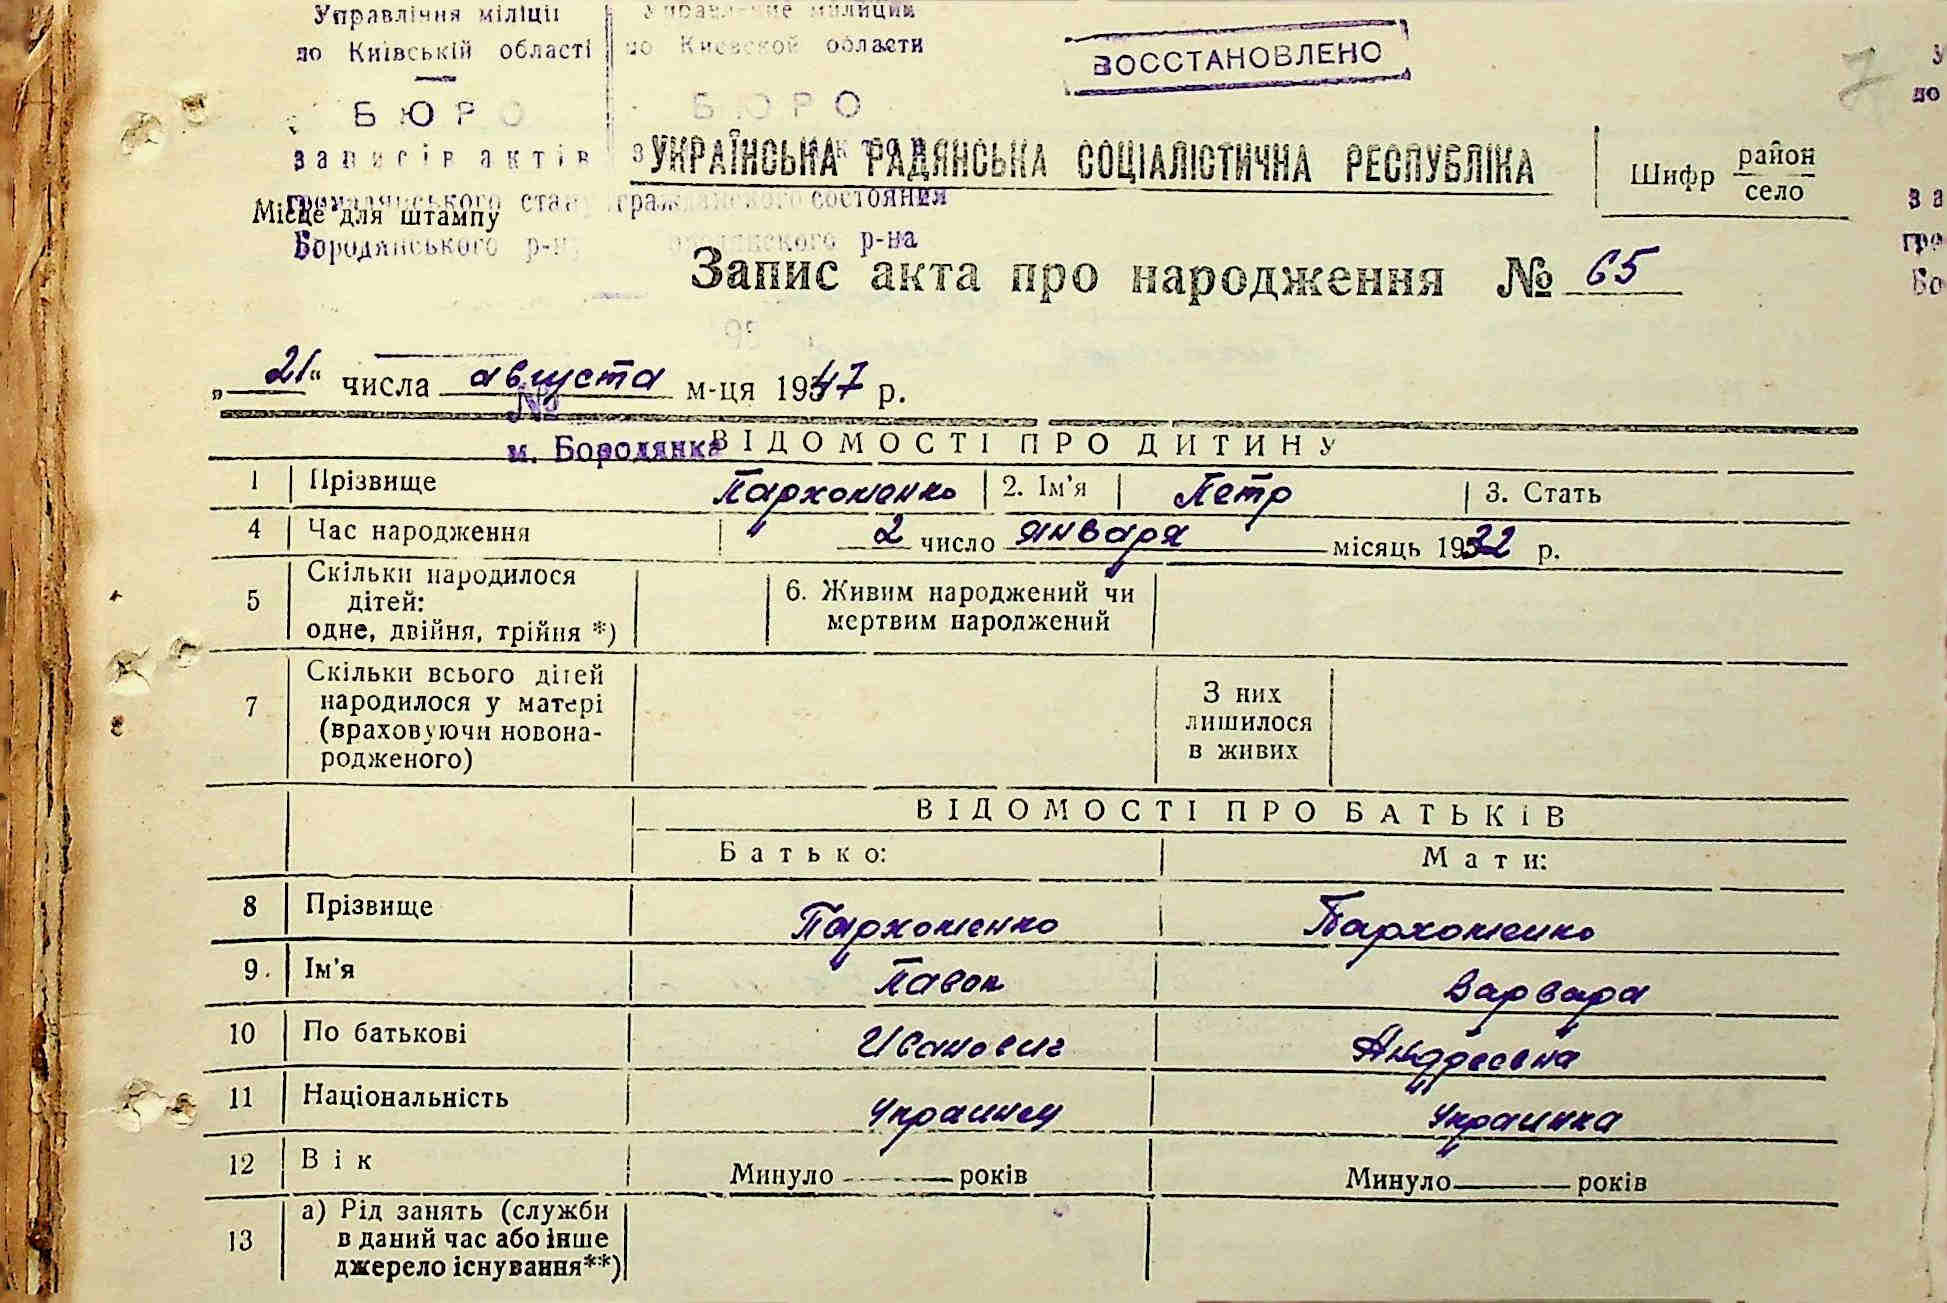 Управління міліції
по Київській області
БЮРО
записів актів
громадянського стану
Бородянського р-ну
Управление милиции
по Киевской области
БЮРО
гражданского состояния
Бородянского р-на
ВОССТАНОВЛЕНО
7
УКРАЇНСЬКА РАДЯНСЬКА СОЦІАЛІСТИЧНА РЕСПУБЛІКА
Шифр район
село
Місце для штампу
Запис акта про народження № 65
„21“ числа августа м-ця 1947 р.
№
м. Бородянка
ВІДОМОСТІ ПРО ДИТИНУ
1 Прізвище Пархоменко 2. Ім'я Петр 3. Стать
4 Час народження 2 число января місяць 1932 р.
5 Скільки народилося
дітей:
одне, двійня, трійня *)
6. Живим народжений чи
мертвим народжений
7 Скільки всього дітей
народилося у матері
(враховуючи новона-
родженого)
З них
лишилося
в живих
ВІДОМОСТІ ПРО БАТЬКІВ
Батько: Мати:
8 Прізвище Пархоменко Пархоменко
9. Ім'я Павол Варвара
10 По батькові Иванович Андреевна
11 Національність Украинец Украинка
12 Вік Минуло ——— років Минуло ——— років
13 а) Рід занять (служби
в даний час або інше
джерело існування**)